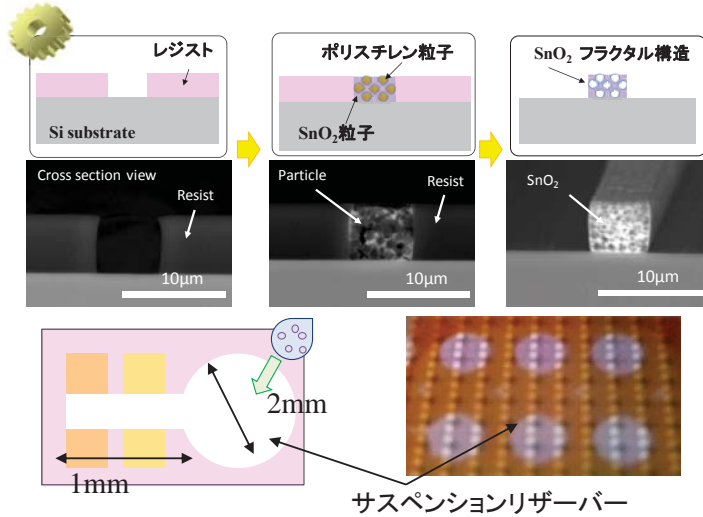 レジスト
Si substrate
ポリスチレン粒子
SnO2粒子
SnO2 フラクタル構造
Cross section view
Resist
10μm
Particle
Resist
10μm
SnO2
10μm
2mm
1mm
サスペンションリザーバー